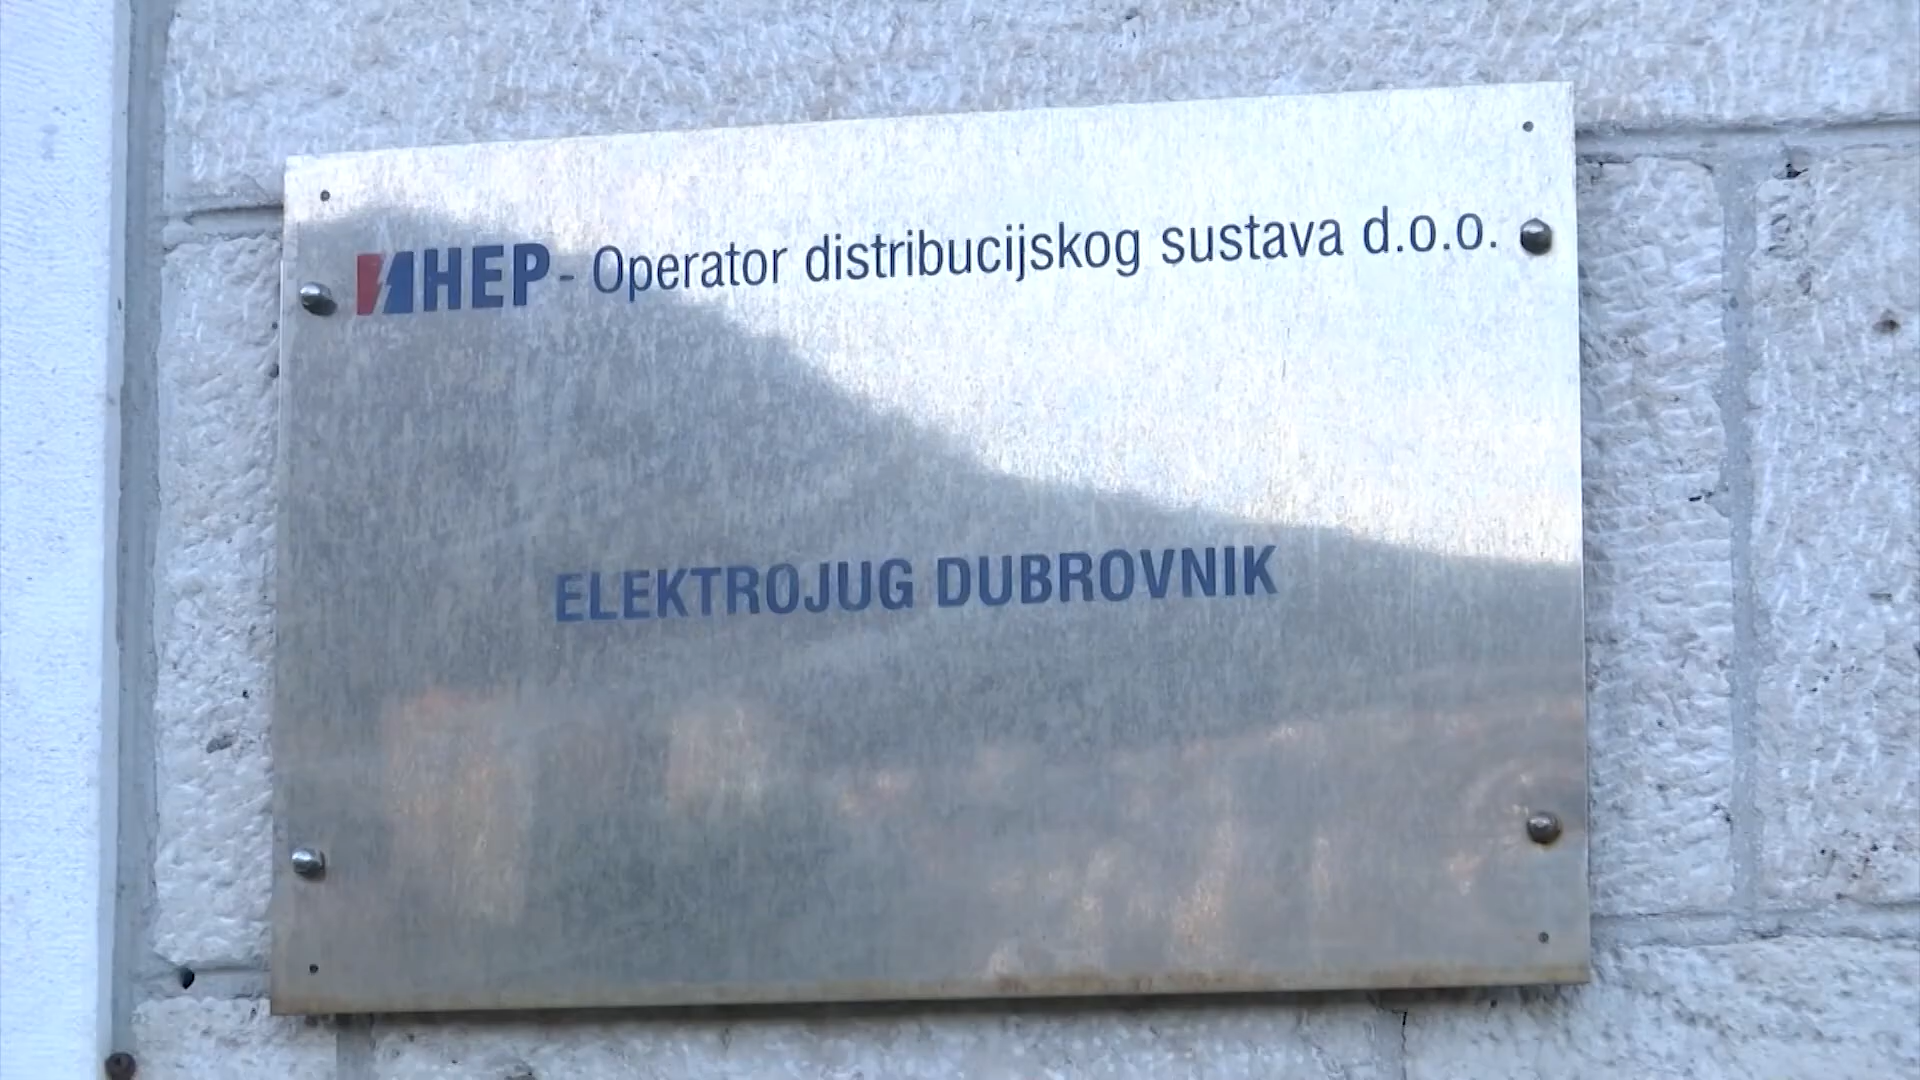 HEP - Operator distribucijskog sustava d.o.o.
ELEKTROJUG DUBROVNIK